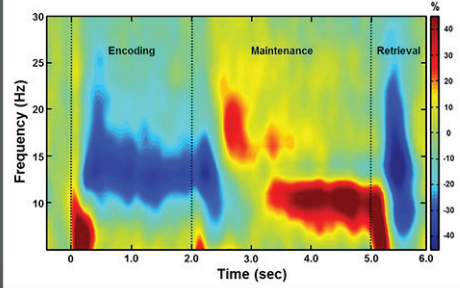 %
30
25
20
15
10
Frequency (Hz)
Encoding
Maintenance
Retrieval
40
30
20
10
0
-10
-20
-30
-40
0 1.0 2.0 3.0 4.0 5.0 6.0
Time (sec)